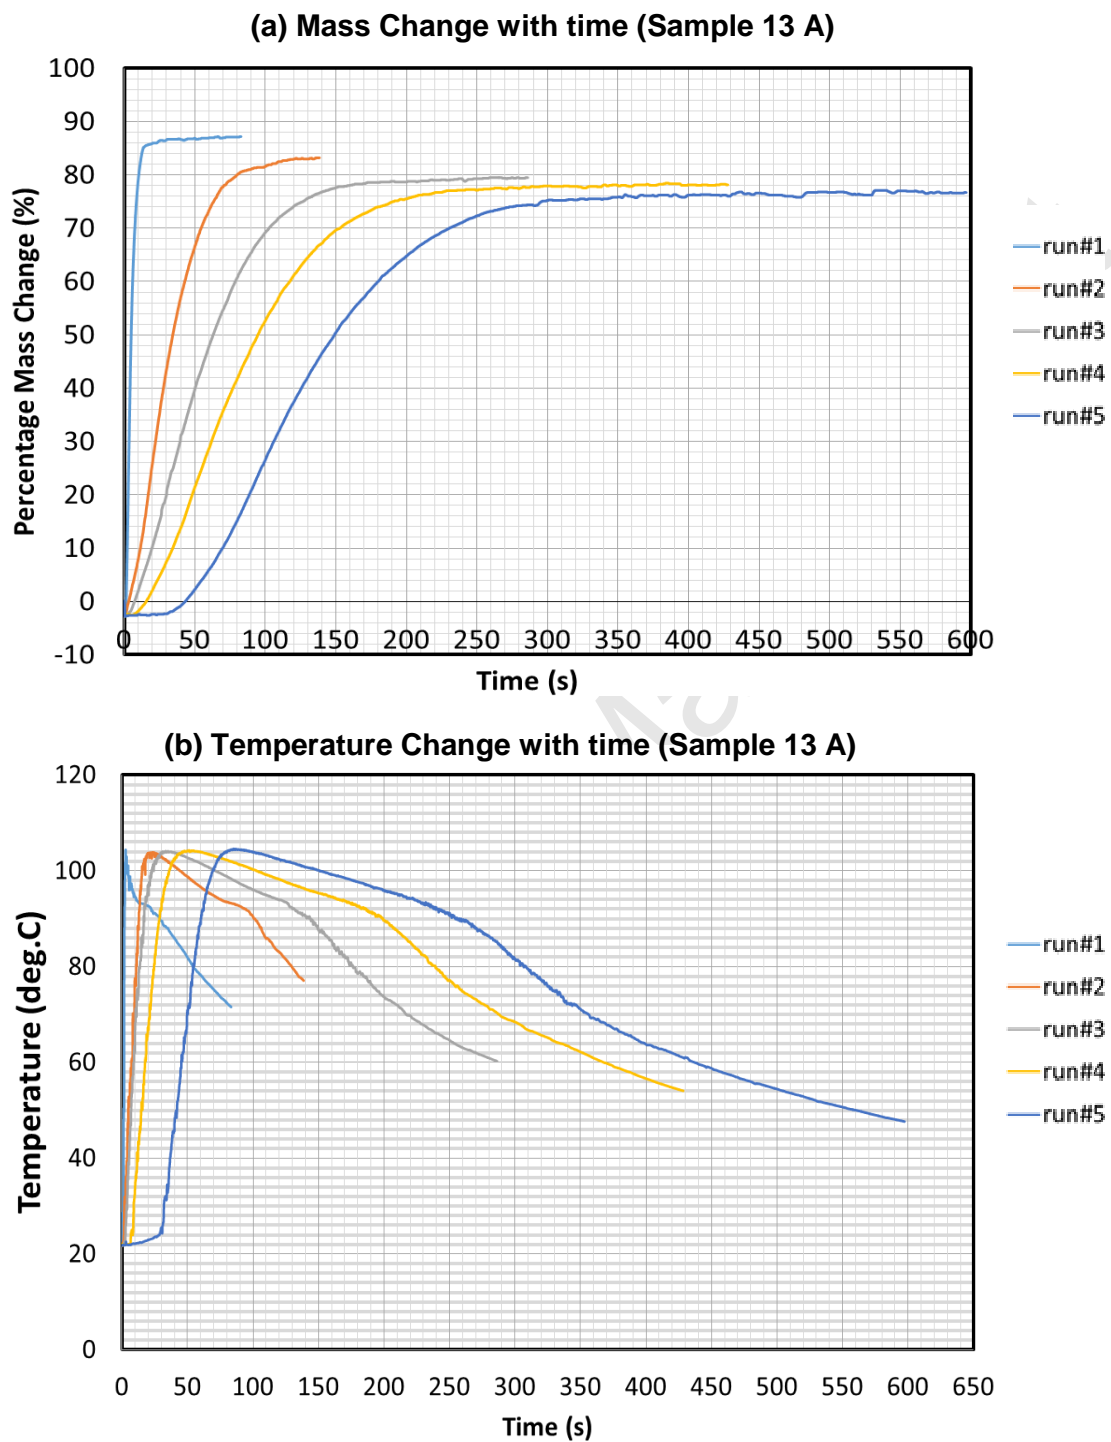 (a) Mass Change with time (Sample 13 A)
100
90
80
70
60
50
40
30
20
10
0
-10
Percentage Mass Change (%)
0 50 100 150 200 250 300 350 400 450 500 550 600
Time (s)
run#1
run#2
run#3
run#4
run#5
(b) Temperature Change with time (Sample 13 A)
120
100
80
60
40
20
0
Temperature (deg.C)
0 50 100 150 200 250 300 350 400 450 500 550 600 650
Time (s)
run#1
run#2
run#3
run#4
run#5